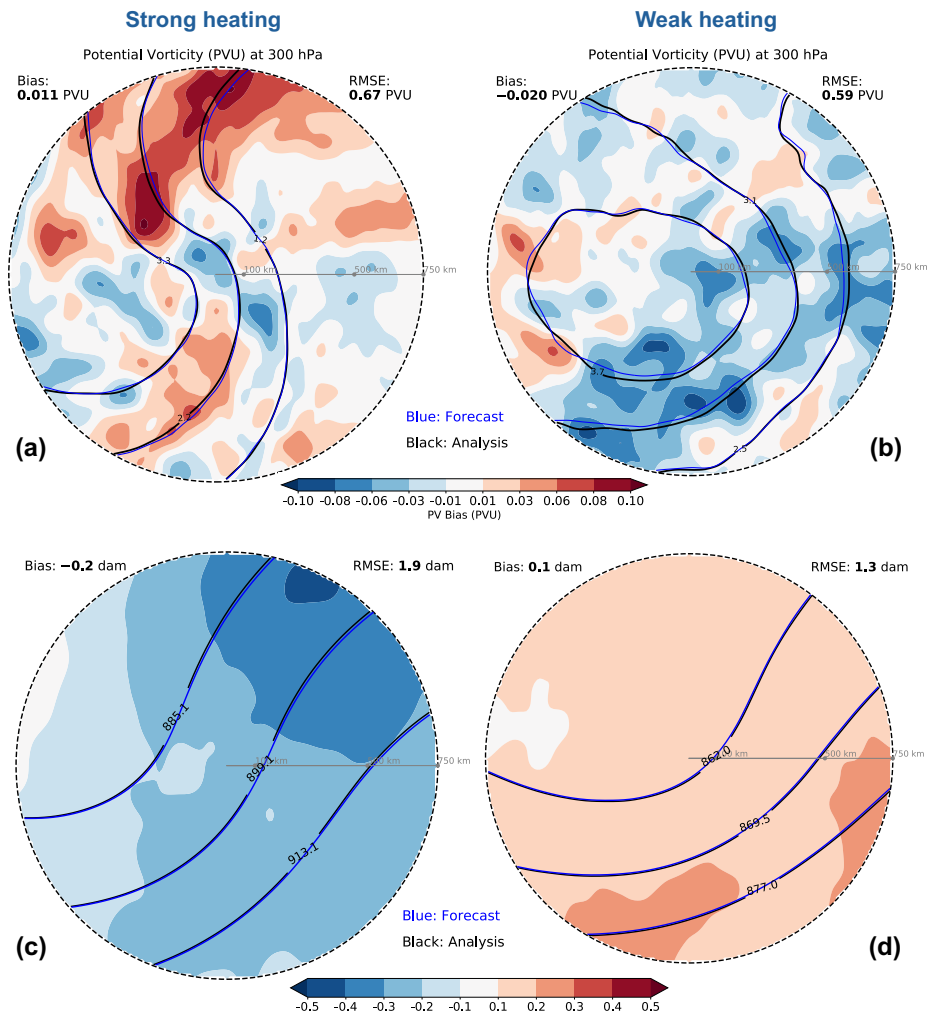 Strong heating
Weak heating
Potential Vorticity (PVU) at 300 hPa
Potential Vorticity (PVU) at 300 hPa
Bias:
0.011 PVU
RMSE:
0.67 PVU
Bias:
−0.020 PVU
RMSE:
0.59 PVU
1.2
3.3
2.2
100 km
500 km
750 km
3.1
3.7
2.5
100 km
750 km
Blue: Forecast
Black: Analysis
(a)
(b)
-0.10 -0.08 -0.06 -0.03 -0.01 0.01 0.03 0.06 0.08 0.10
PV Bias (PVU)
Bias: −0.2 dam
RMSE: 1.9 dam
Bias: 0.1 dam
RMSE: 1.3 dam
885.1
899.1
913.1
750 km
862.0
869.5
877.0
500 km
750 km
Blue: Forecast
Black: Analysis
(c)
(d)
-0.5 -0.4 -0.3 -0.2 -0.1 0.1 0.2 0.3 0.4 0.5